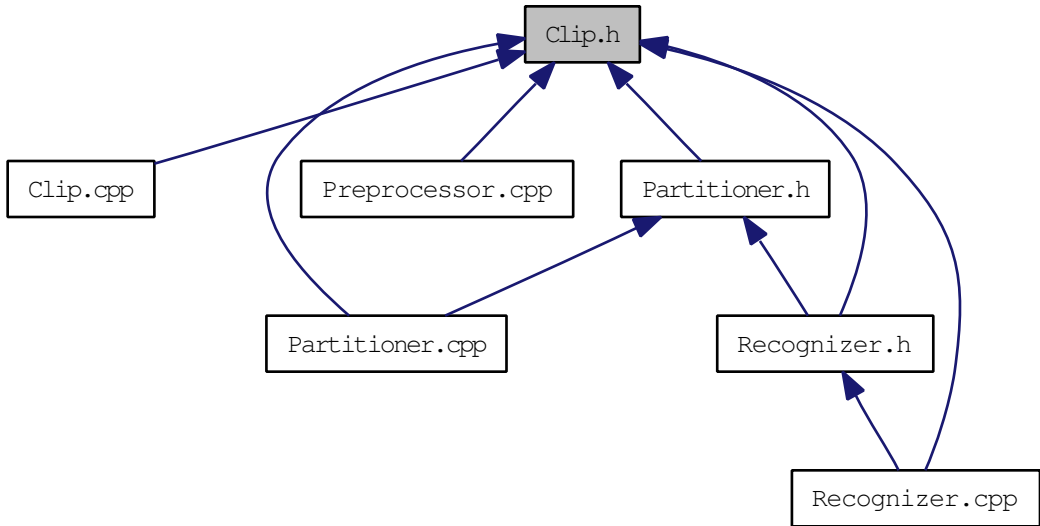 Clip.h
Clip.cpp
Preprocessor.cpp
Partitioner.h
Partitioner.cpp
Recognizer.h
Recognizer.cpp